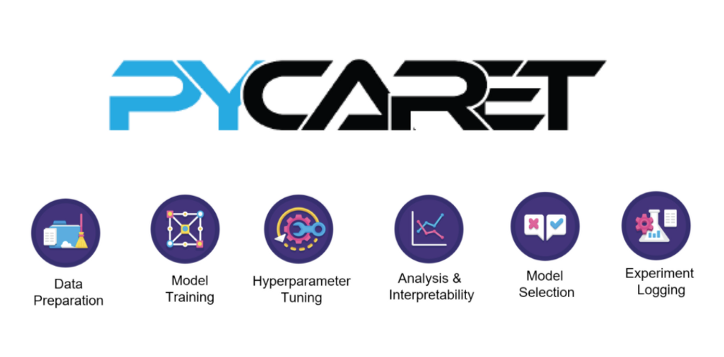 PYCARET
Data
Preparation
Model
Training
Hyperparameter
Tuning
Analysis &
Interpretability
Model
Selection
Experiment
Logging